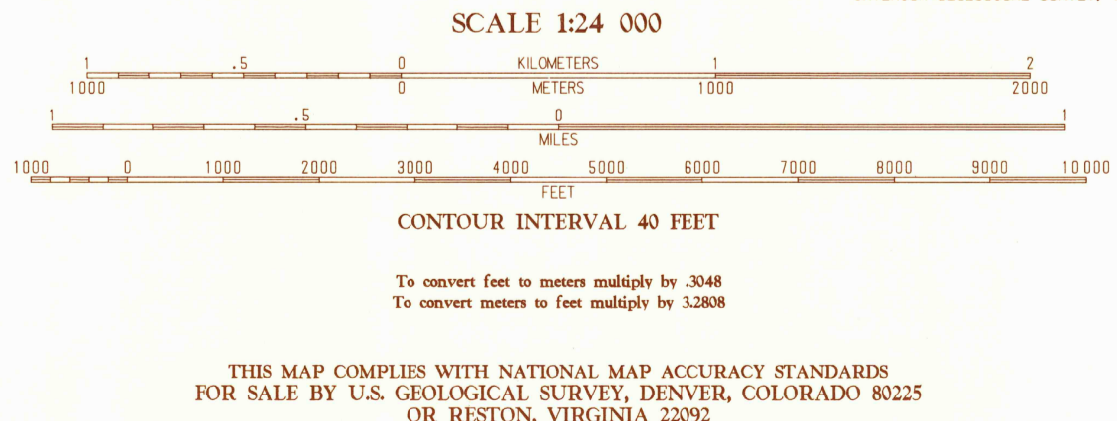 SCALE 1:24 000
1 .5 0 KILOMETERS 1 2
1000 0 METERS 1000 2000
1 .5 0 1
MILES
1000 0 1000 2000 3000 4000 5000 6000 7000 8000 9000 10 000
FEET
CONTOUR INTERVAL 40 FEET
To convert feet to meters multiply by .3048
To convert meters to feet multiply by 3.2808
THIS MAP COMPLIES WITH NATIONAL MAP ACCURACY STANDARDS
FOR SALE BY U.S. GEOLOGICAL SURVEY, DENVER, COLORADO 80225
OR RESTON, VIRGINIA 22092